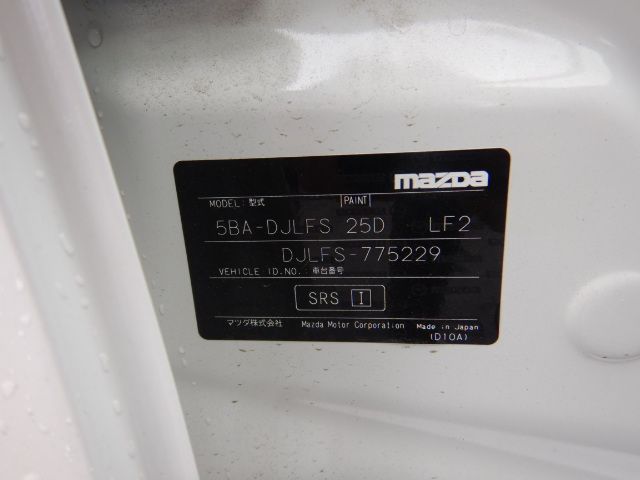 mazda
MODEL:型式 |PAINT|
5BA-DJLFS 25D LF2
DJLFS-775229
VEHICLE ID.NO.:車台番号
SRS I
マツダ株式会社 Mazda Motor Corporation Made in Japan
(D10A)